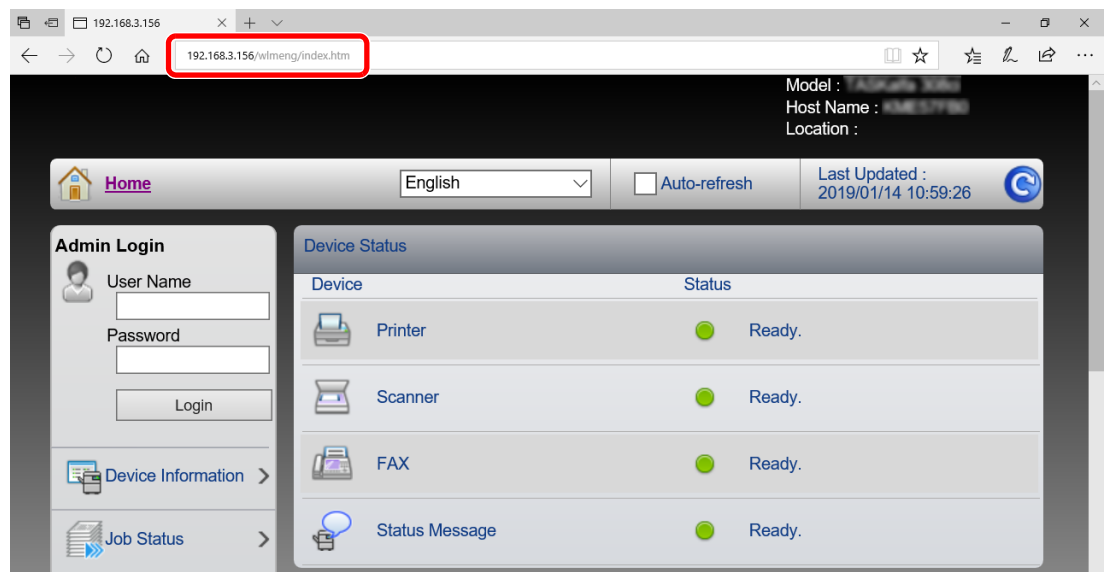 192.168.3.156
192.168.3.156/wlmeng/index.htm
Model :
Host Name :
Location :
Home
English
Auto-refresh
Last Updated :
2019/01/14 10:59:26
Admin Login
User Name
Password
Login
Device Information
Job Status
Device Status
Device Status
Printer Ready.
Scanner Ready.
FAX Ready.
Status Message Ready.